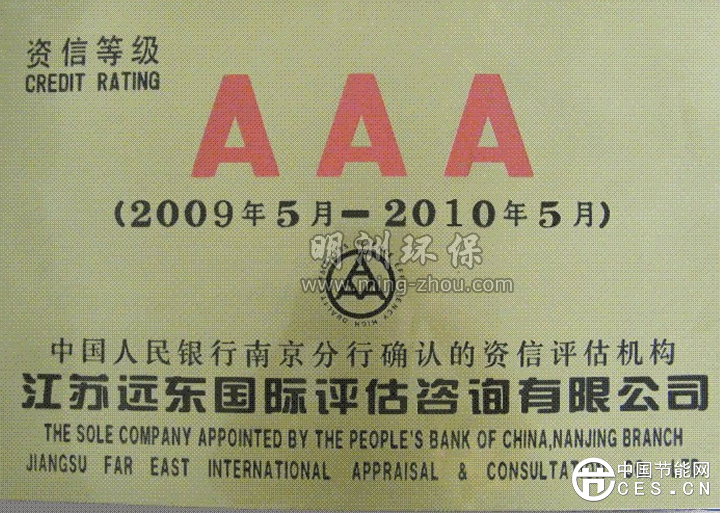 资信等级
CREDIT RATING
AAA
(2009年5月－2010年5月)
明洲环保
www.ming-zhou.com
中国人民银行南京分行确认的资信评估机构
江苏远东国际评估咨询有限公司
THE SOLE COMPANY APPOINTED BY THE PEOPLE'S BANK OF CHINA,NANJING BRANCH
JIANGSU FAR EAST INTERNATIONAL APPRAISAL & CONSULTATION CO., LTD
中国节能网
CES.CN